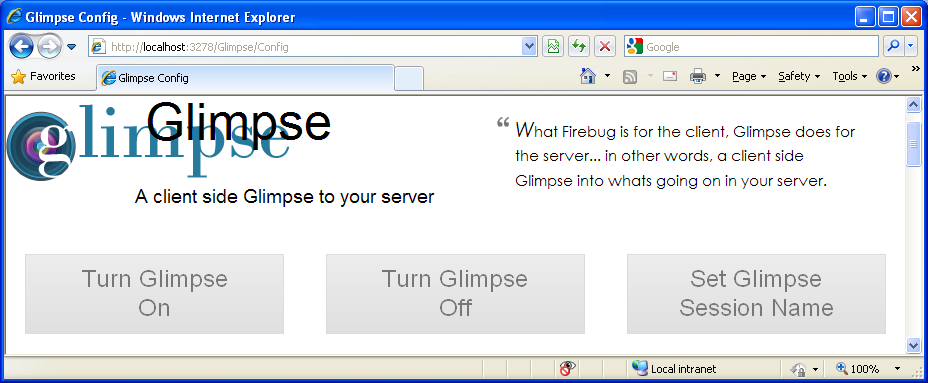 Glimpse Config - Windows Internet Explorer
http://localhost:3278/Glimpse/Config
Google
Favorites
Glimpse Config
Page
Safety
Tools
glimpse
Glimpse
A client side Glimpse to your server
“ What Firebug is for the client, Glimpse does for
the server... in other words, a client side
Glimpse into whats going on in your server.
Turn Glimpse
On
Turn Glimpse
Off
Set Glimpse
Session Name
Local intranet
100%